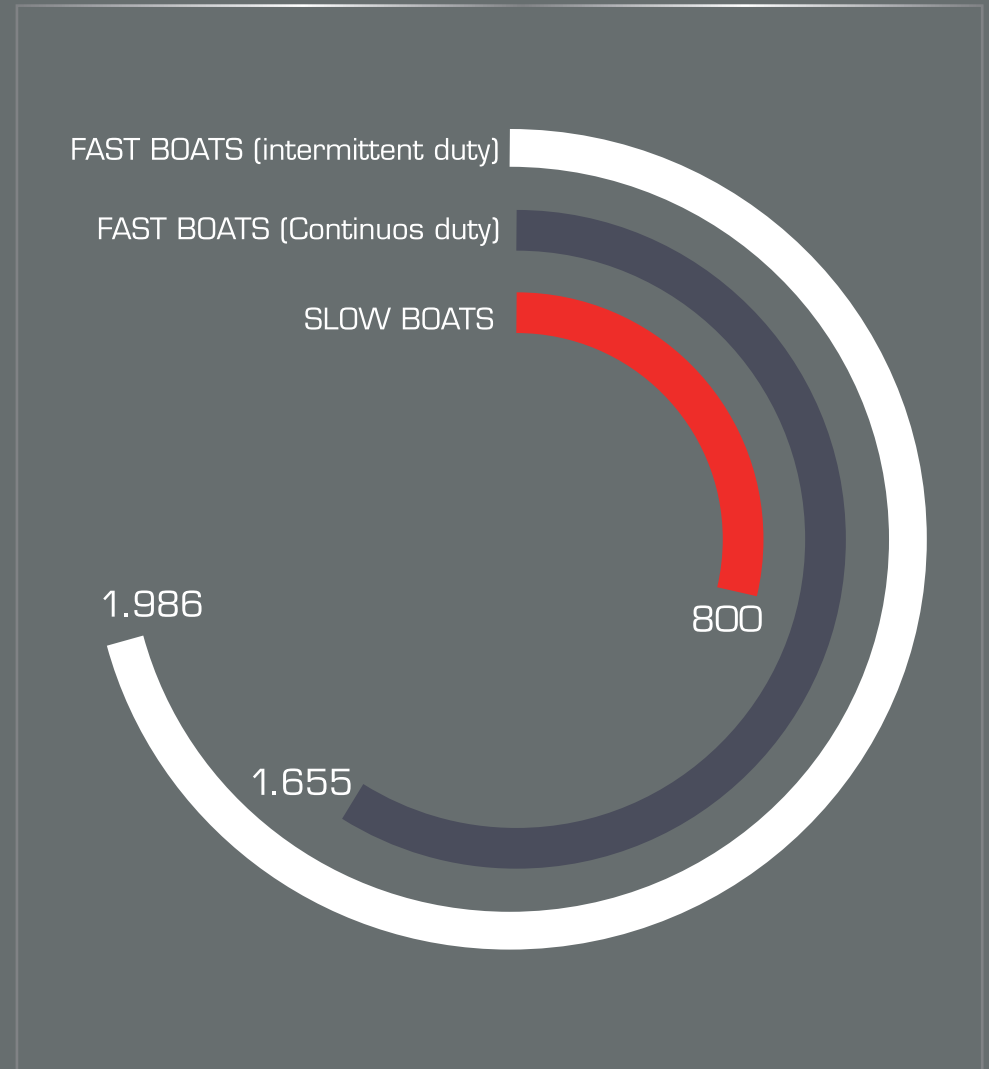 FAST BOATS (intermittent duty)
FAST BOATS (Continuos duty)
SLOW BOATS
1.986
800
1.655